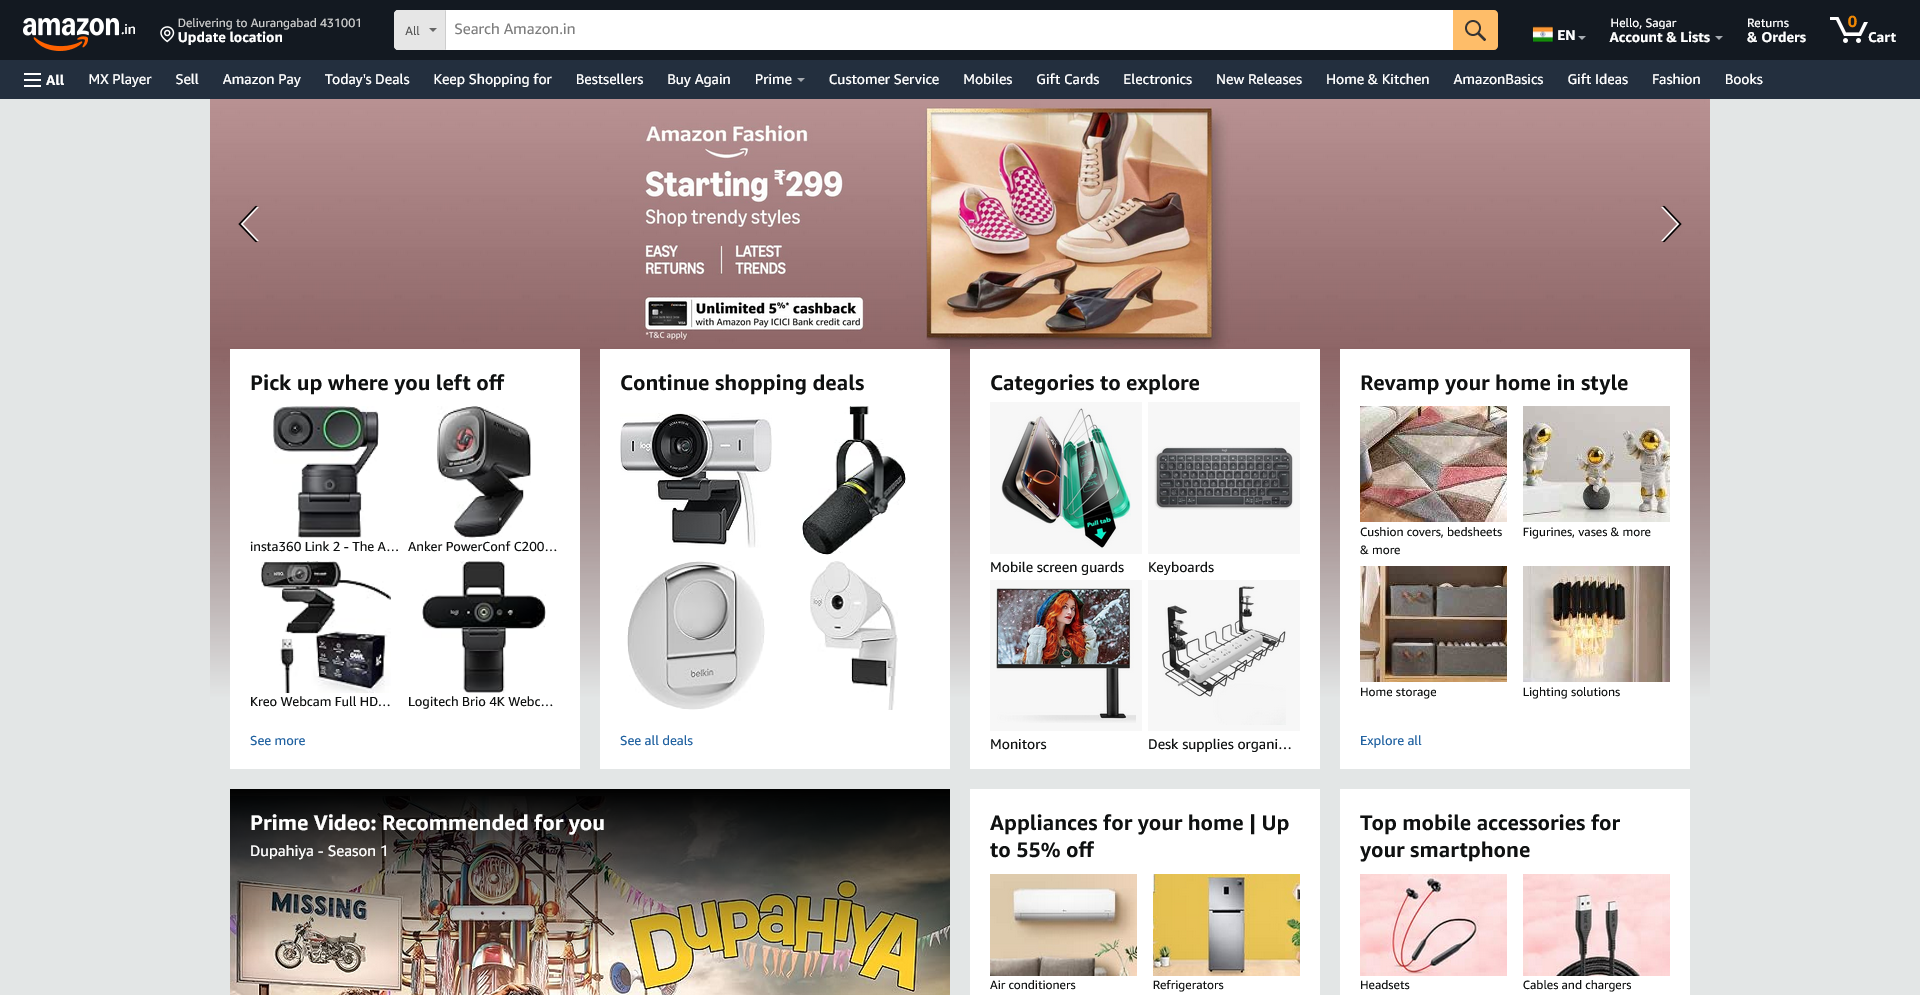 amazon.in
Delivering to Aurangabad 431001
Update location
All
Search Amazon.in
EN
Hello, Sagar
Account & Lists
Returns
& Orders
0
Cart
All
MX Player
Sell
Amazon Pay
Today's Deals
Keep Shopping for
Bestsellers
Buy Again
Prime
Customer Service
Mobiles
Gift Cards
Electronics
New Releases
Home & Kitchen
AmazonBasics
Gift Ideas
Fashion
Books
Amazon Fashion
Starting ₹299
Shop trendy styles
EASY
RETURNS
LATEST
TRENDS
Unlimited 5%* cashback
with Amazon Pay ICICI Bank credit card
*T&C apply
Pick up where you left off
insta360 Link 2 - The A...
Anker PowerConf C200...
Kreo Webcam Full HD...
logi
Logitech Brio 4K Webc...
See more
Continue shopping deals
logi
belkin
logi
See all deals
Categories to explore
Pull tab
Mobile screen guards
Keyboards
Monitors
Desk supplies organi...
Revamp your home in style
Cushion covers, bedsheets
& more
Figurines, vases & more
Home storage
Lighting solutions
Explore all
Prime Video: Recommended for you
Dupahiya - Season 1
MISSING
DUPAHIYA
Appliances for your home | Up
to 55% off
Air conditioners
Refrigerators
Top mobile accessories for
your smartphone
Headsets
Cables and chargers